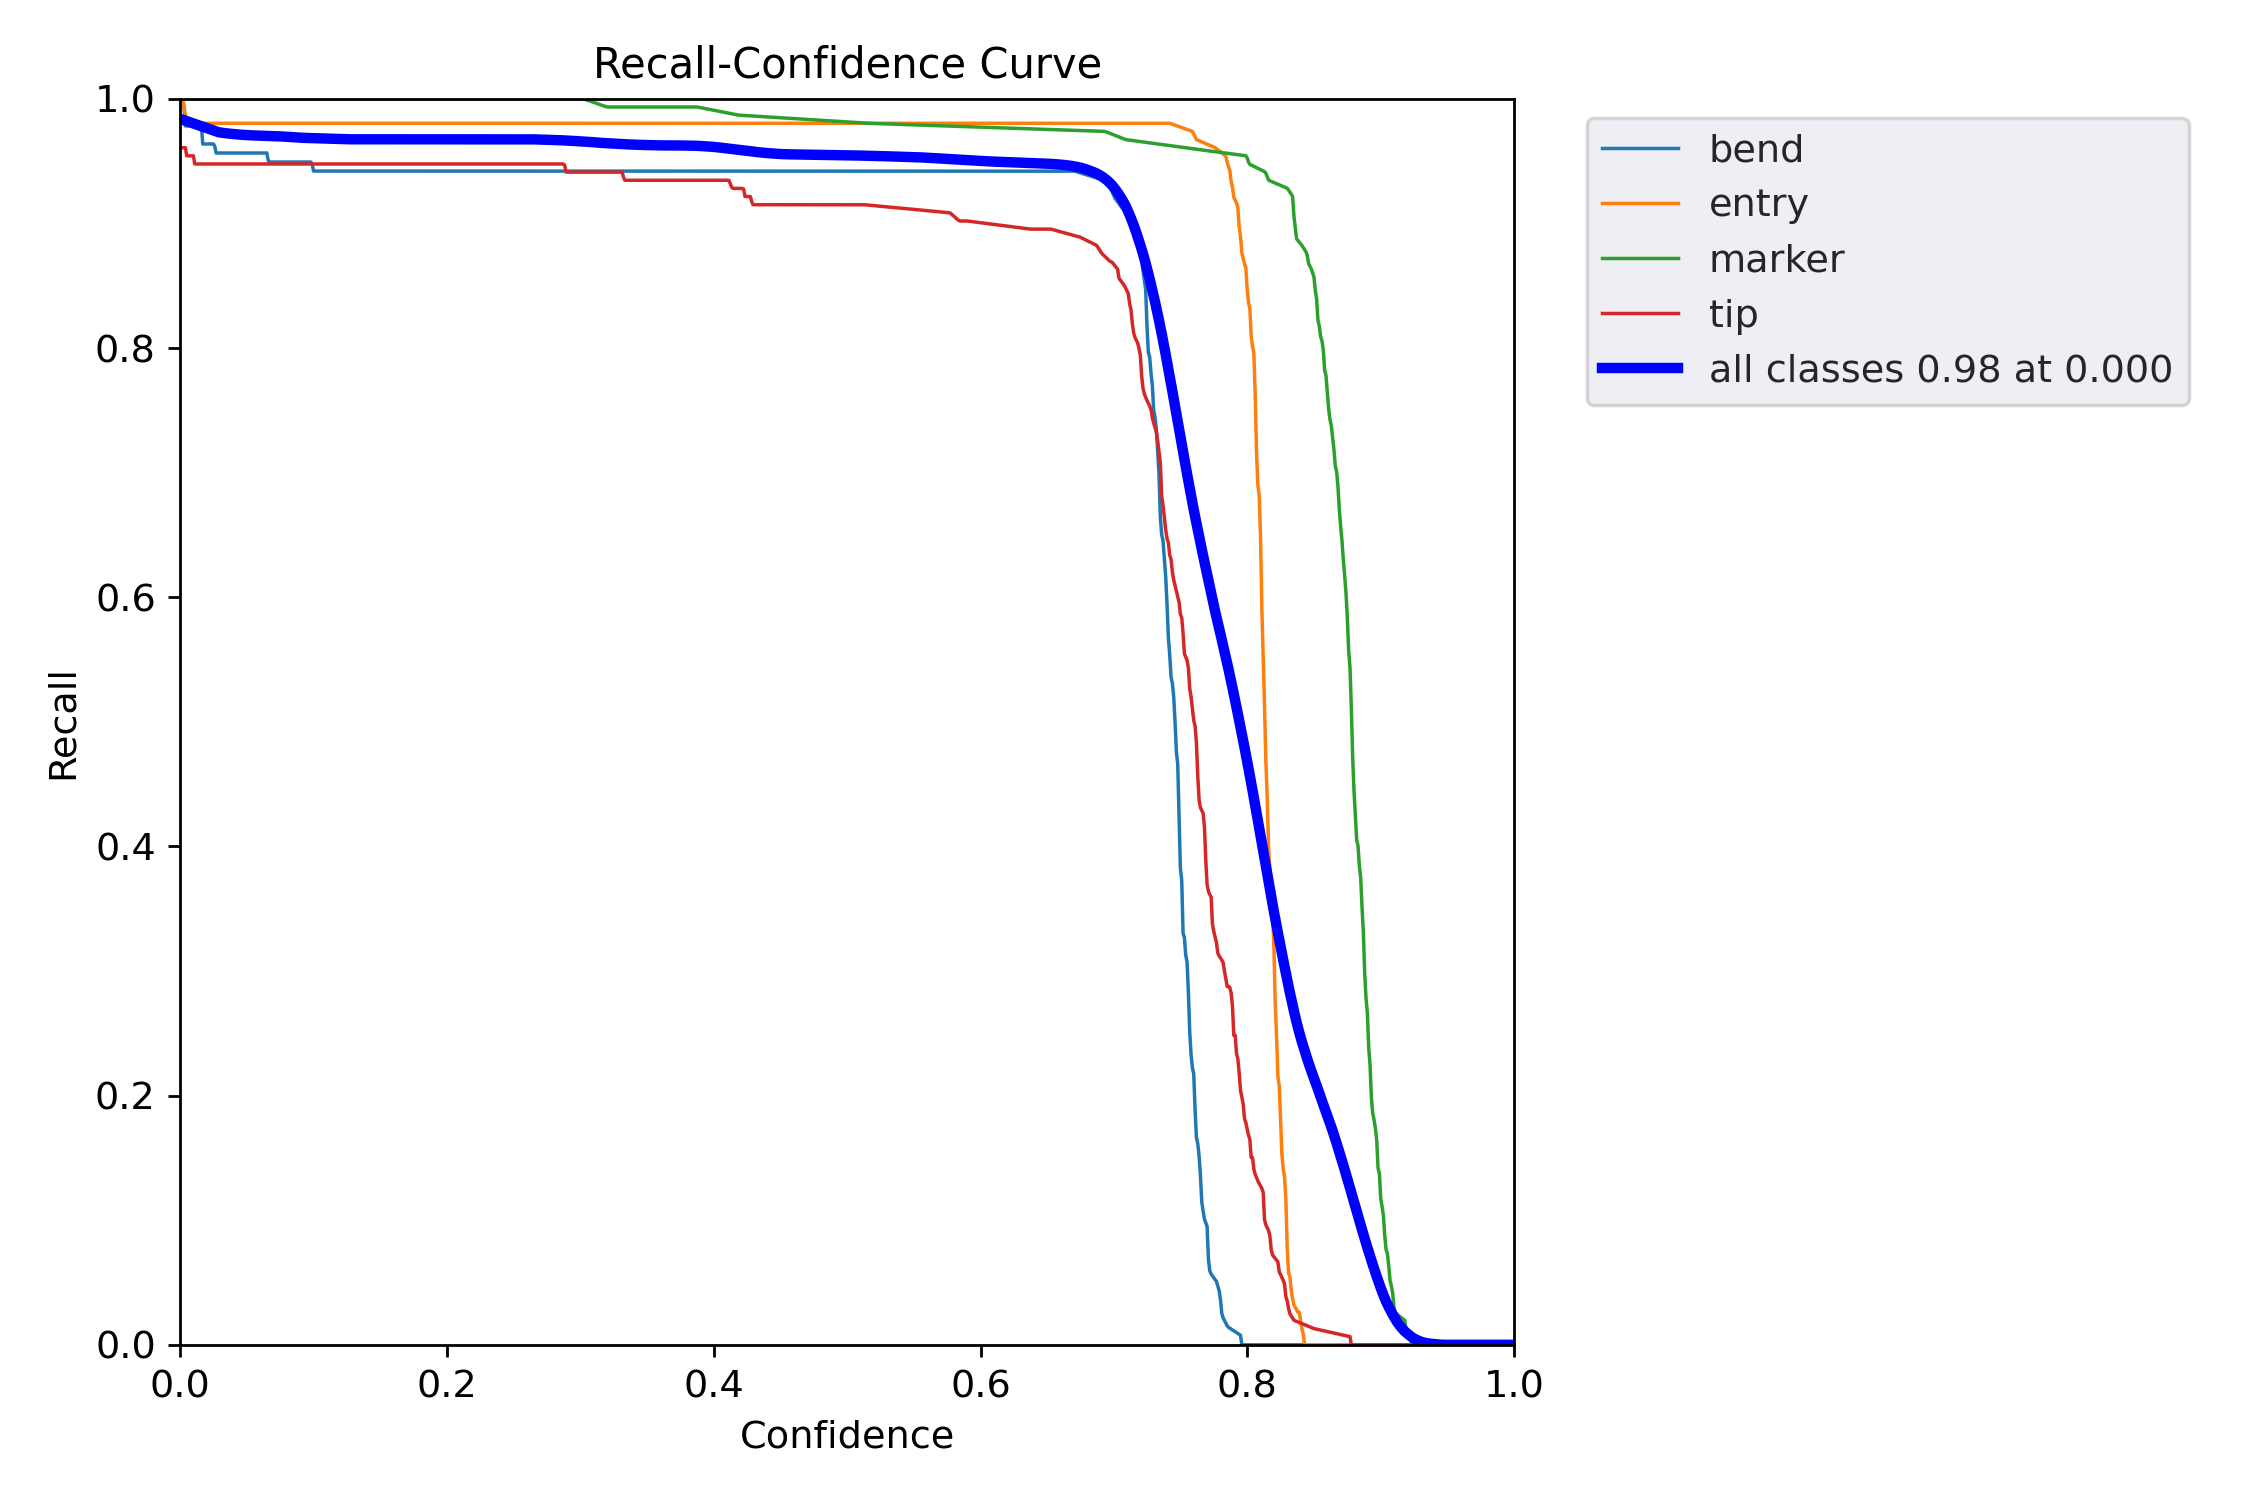 Recall-Confidence Curve
1.0
0.8
0.6
0.4
0.2
0.0
Recall
0.0 0.2 0.4 0.6 0.8 1.0
Confidence
bend
entry
marker
tip
all classes 0.98 at 0.000